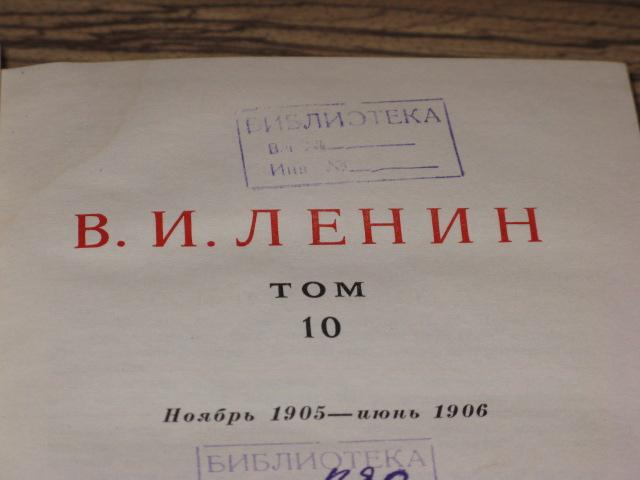 БИБЛИОТЕКА
Инв №
В. И. ЛЕНИН
ТОМ
10
Ноябрь 1905—июнь 1906
БИБЛИОТЕКА